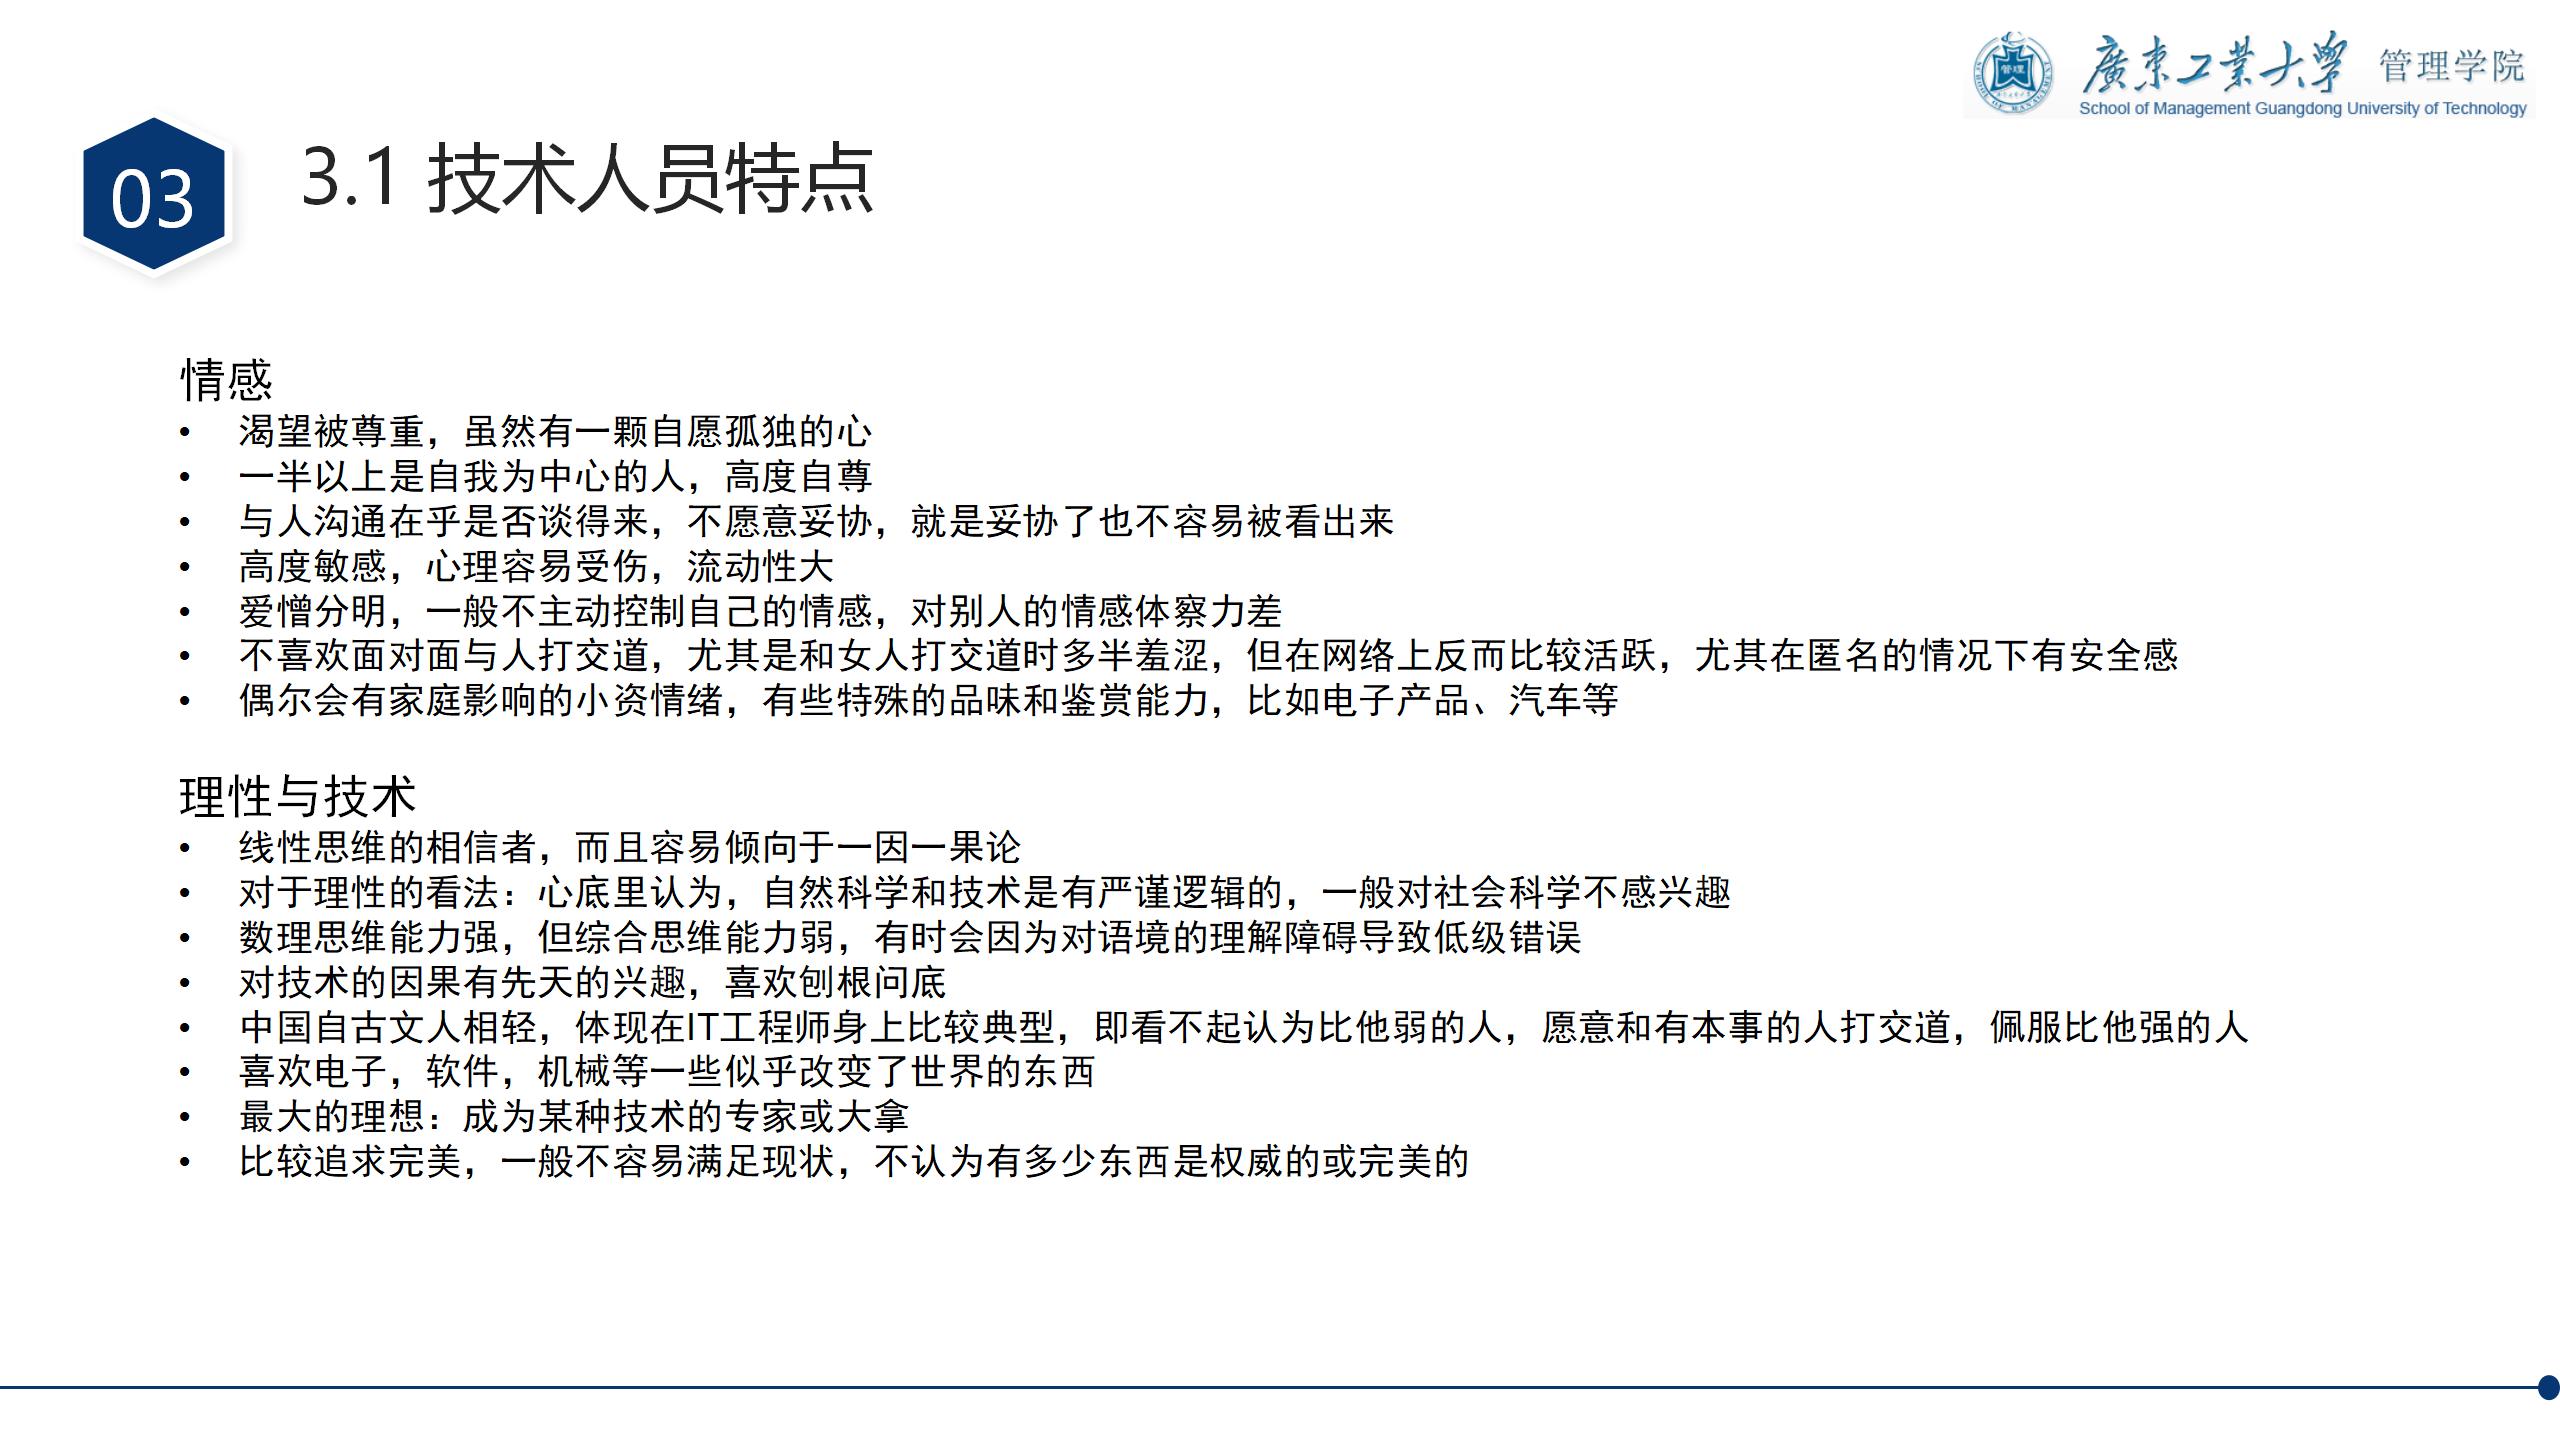 廣東工業大學 管理学院
School of Management Guangdong University of Technology
03
3.1 技术人员特点
情感
• 渴望被尊重，虽然有一颗自愿孤独的心
• 一半以上是自我为中心的人，高度自尊
• 与人沟通在乎是否谈得来，不愿意妥协，就是妥协了也不容易被看出来
• 高度敏感，心理容易受伤，流动性大
• 爱憎分明，一般不主动控制自己的情感，对别人的情感体察力差
• 不喜欢面对面与人打交道，尤其是和女人打交道时多半羞涩，但在网络上反而比较活跃，尤其在匿名的情况下有安全感
• 偶尔会有家庭影响的小资情绪，有些特殊的品味和鉴赏能力，比如电子产品、汽车等
理性与技术
• 线性思维的相信者，而且容易倾向于一因一果论
• 对于理性的看法：心底里认为，自然科学和技术是有严谨逻辑的，一般对社会科学不感兴趣
• 数理思维能力强，但综合思维能力弱，有时会因为对语境的理解障碍导致低级错误
• 对技术的因果有先天的兴趣，喜欢刨根问底
• 中国自古文人相轻，体现在IT工程师身上比较典型，即看不起认为比他弱的人，愿意和有本事的人打交道，佩服比他强的人
• 喜欢电子，软件，机械等一些似乎改变了世界的东西
• 最大的理想：成为某种技术的专家或大拿
• 比较追求完美，一般不容易满足现状，不认为有多少东西是权威的或完美的